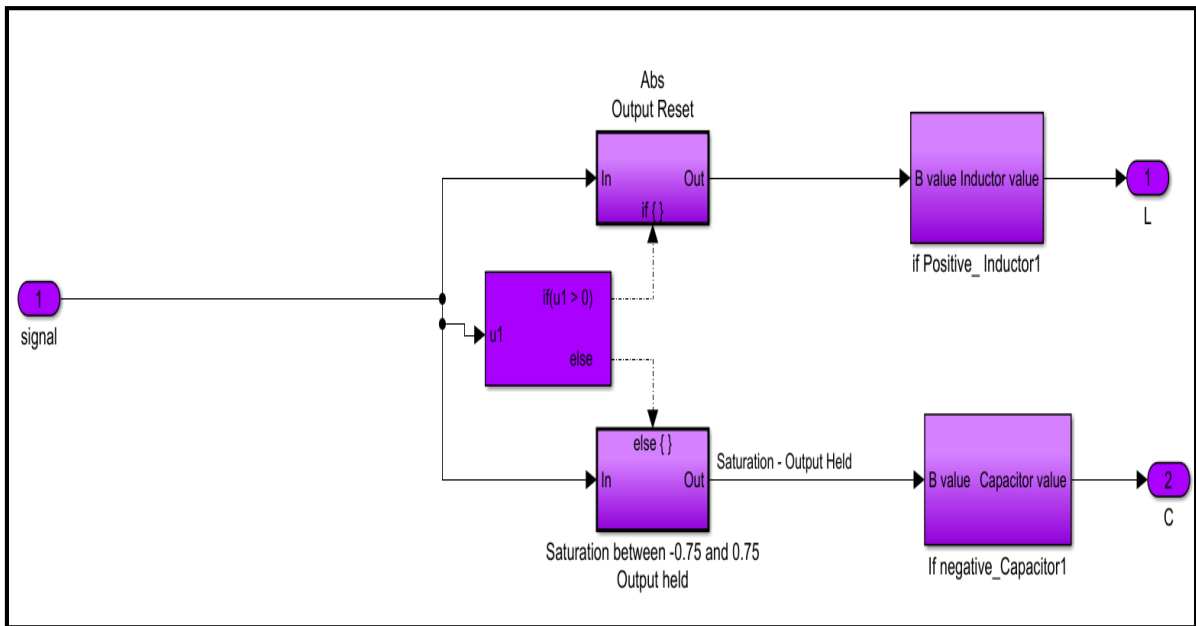 Abs
Output Reset
In
Out
if { }
B value Inductor value
if Positive_ Inductor1
1
L
1
signal
u1
if(u1 > 0)
else
else { }
In
Out
Saturation - Output Held
Saturation between -0.75 and 0.75
Output held
B value Capacitor value
If negative_Capacitor1
2
C